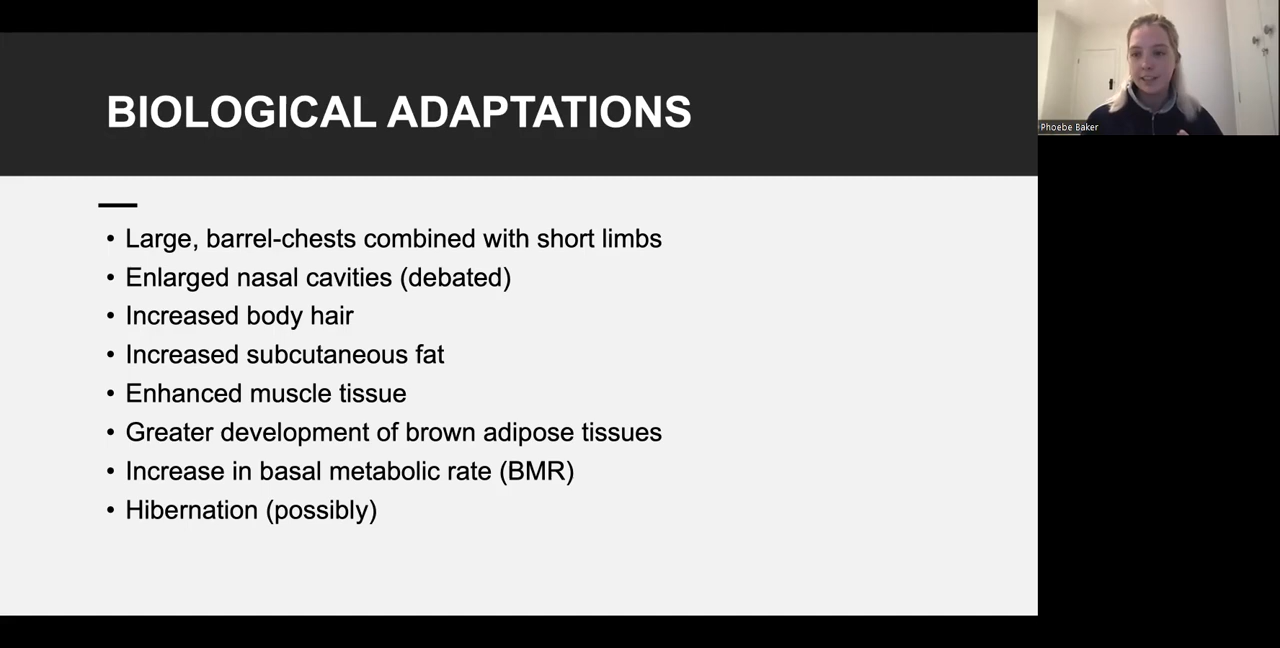 BIOLOGICAL ADAPTATIONS
Phoebe Baker
• Large, barrel-chests combined with short limbs
• Enlarged nasal cavities (debated)
• Increased body hair
• Increased subcutaneous fat
• Enhanced muscle tissue
• Greater development of brown adipose tissues
• Increase in basal metabolic rate (BMR)
• Hibernation (possibly)